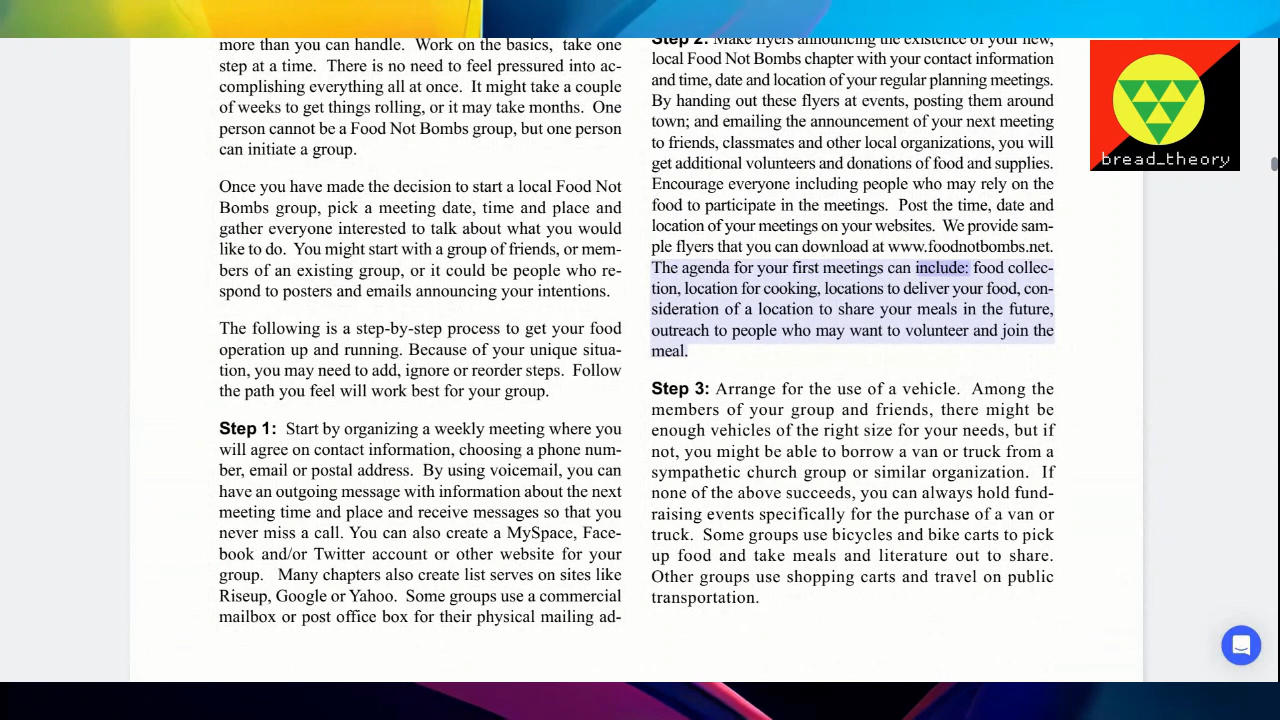 more than you can handle. Work on the basics, take one
step at a time. There is no need to feel pressured into ac-
complishing everything all at once. It might take a couple
of weeks to get things rolling, or it may take months. One
person cannot be a Food Not Bombs group, but one person
can initiate a group.
Once you have made the decision to start a local Food Not
Bombs group, pick a meeting date, time and place and
gather everyone interested to talk about what you would
like to do. You might start with a group of friends, or mem-
bers of an existing group, or it could be people who re-
spond to posters and emails announcing your intentions.
The following is a step-by-step process to get your food
operation up and running. Because of your unique situa-
tion, you may need to add, ignore or reorder steps. Follow
the path you feel will work best for your group.
Step 1: Start by organizing a weekly meeting where you
will agree on contact information, choosing a phone num-
ber, email or postal address. By using voicemail, you can
have an outgoing message with information about the next
meeting time and place and receive messages so that you
never miss a call. You can also create a MySpace, Face-
book and/or Twitter account or other website for your
group. Many chapters also create list serves on sites like
Riseup, Google or Yahoo. Some groups use a commercial
mailbox or post office box for their physical mailing ad-
Step 2: Make flyers announcing the existence of your new,
local Food Not Bombs chapter with your contact information
and time, date and location of your regular planning meetings.
By handing out these flyers at events, posting them around
town; and emailing the announcement of your next meeting
to friends, classmates and other local organizations, you will
get additional volunteers and donations of food and supplies.
Encourage everyone including people who may rely on the
food to participate in the meetings. Post the time, date and
location of your meetings on your websites. We provide sam-
ple flyers that you can download at www.foodnotbombs.net.
The agenda for your first meetings can include: food collec-
tion, location for cooking, locations to deliver your food, con-
sideration of a location to share your meals in the future,
outreach to people who may want to volunteer and join the
meal.
Step 3: Arrange for the use of a vehicle. Among the
members of your group and friends, there might be
enough vehicles of the right size for your needs, but if
not, you might be able to borrow a van or truck from a
sympathetic church group or similar organization. If
none of the above succeeds, you can always hold fund-
raising events specifically for the purchase of a van or
truck. Some groups use bicycles and bike carts to pick
up food and take meals and literature out to share.
Other groups use shopping carts and travel on public
transportation.
bread_theory